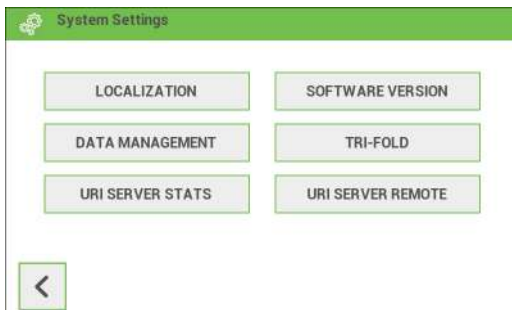 System Settings
LOCALIZATION
SOFTWARE VERSION
DATA MANAGEMENT
TRI-FOLD
URI SERVER STATS
URI SERVER REMOTE